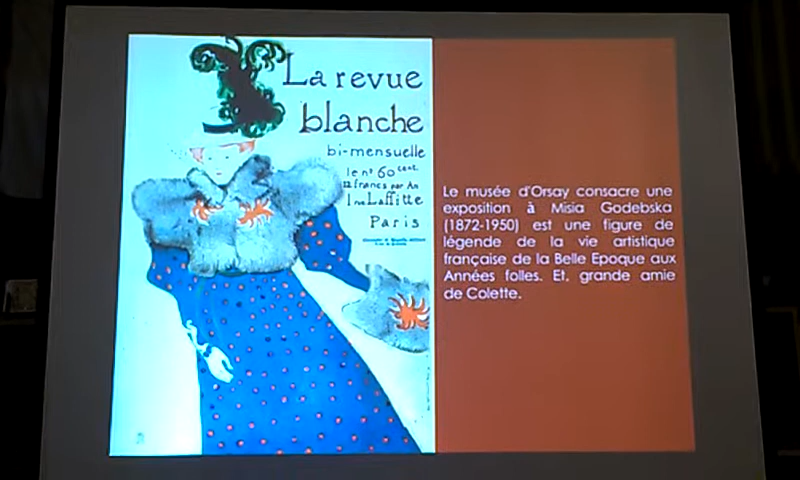 La revue
blanche
bi-mensuelle
le nº 60 cent.
12 francs par An
1 rue Laffitte
Paris
Le musée d'Orsay consacre une
exposition à Misia Godebska
(1872-1950) est une figure de
légende de la vie artistique
française de la Belle Epoque aux
Années folles. Et, grande amie
de Colette.